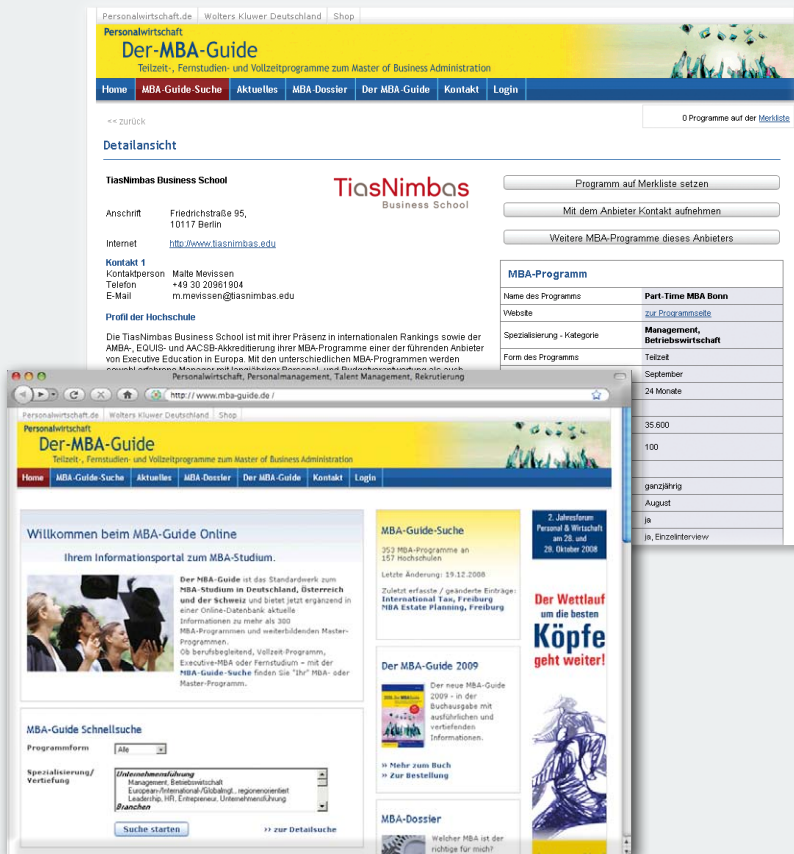 Personalwirtschaft.de Wolters Kluwer Deutschland Shop
Personalwirtschaft
Der-MBA-Guide
Teilzeit-, Fernstudien- und Vollzeitprogramme zum Master of Business Administration
Home MBA-Guide-Suche Aktuelles MBA-Dossier Der MBA-Guide Kontakt Login
<< zurück
0 Programme auf der Merkliste
Detailansicht
TiasNimbas Business School
TiasNimbas
Business School
Anschrift Friedrichstraße 95,
10117 Berlin
Internet http://www.tiasnimbas.edu
Kontakt 1
Kontaktperson Malte Mevissen
Telefon +49 30 20961904
E-Mail m.mevissen@tiasnimbas.edu
Profil der Hochschule
Die TiasNimbas Business School ist mit ihrer Präsenz in internationalen Rankings sowie der
AMBA-, EQUIS- und AACSB-Akkreditierung ihrer MBA-Programme einer der führenden Anbieter
von Executive Education in Europa. Mit den unterschiedlichen MBA-Programmen werden
sowohl erfahrene Manager mit langjähriger Personal- und Budgetverantwortung als auch
Programm auf Merkliste setzen
Mit dem Anbieter Kontakt aufnehmen
Weitere MBA-Programme dieses Anbieters
MBA-Programm
Name des Programms Part-Time MBA Bonn
Website zur Programmseite
Spezialisierung - Kategorie Management,
Betriebswirtschaft
Form des Programms Teilzeit
September
24 Monate
35.600
100
ganzjährig
August
ja
ja, Einzelinterview
Personalwirtschaft, Personalmanagement, Talent Management, Rekrutierung
http://www.mba-guide.de/
Personalwirtschaft.de Wolters Kluwer Deutschland Shop
Personalwirtschaft
Der-MBA-Guide
Teilzeit-, Fernstudien- und Vollzeitprogramme zum Master of Business Administration
Home MBA-Guide-Suche Aktuelles MBA-Dossier Der MBA-Guide Kontakt Login
Willkommen beim MBA-Guide Online
Ihrem Informationsportal zum MBA-Studium.
Der MBA-Guide ist das Standardwerk zum
MBA-Studium in Deutschland, Österreich
und der Schweiz und bietet jetzt ergänzend in
einer Online-Datenbank aktuelle
Informationen zu mehr als 300
MBA-Programmen und weiterbildenden Master-
Programmen.
Ob berufsbegleitend, Vollzeit-Programm,
Executive-MBA oder Fernstudium – mit der
MBA-Guide-Suche finden Sie "Ihr" MBA- oder
Master-Programm.
MBA-Guide Schnellsuche
Programmform Alle
Spezialisierung/
Vertiefung
Unternehmensführung
Management, Betriebswirtschaft
European-/International-/Globalmgt., regionenorientiert
Leadership, HR, Entrepreneur, Unternehmensführung
Branchen
Suche starten
›› zur Detailsuche
MBA-Guide-Suche
353 MBA-Programme an
157 Hochschulen
Letzte Änderung: 19.12.2008
Zuletzt erfasste / geänderte Einträge:
International Tax, Freiburg
MBA Estate Planning, Freiburg
Der MBA-Guide 2009
Der neue MBA-Guide
2009 - in der
Buchausgabe mit
ausführlichen und
vertiefenden
Informationen.
›› Mehr zum Buch
›› Zur Bestellung
MBA-Dossier
Welcher MBA ist der
richtige für mich?
2. Jahresforum
Personal & Wirtschaft
am 28. und
29. Oktober 2008
Der Wettlauf
um die besten
Köpfe
geht weiter!